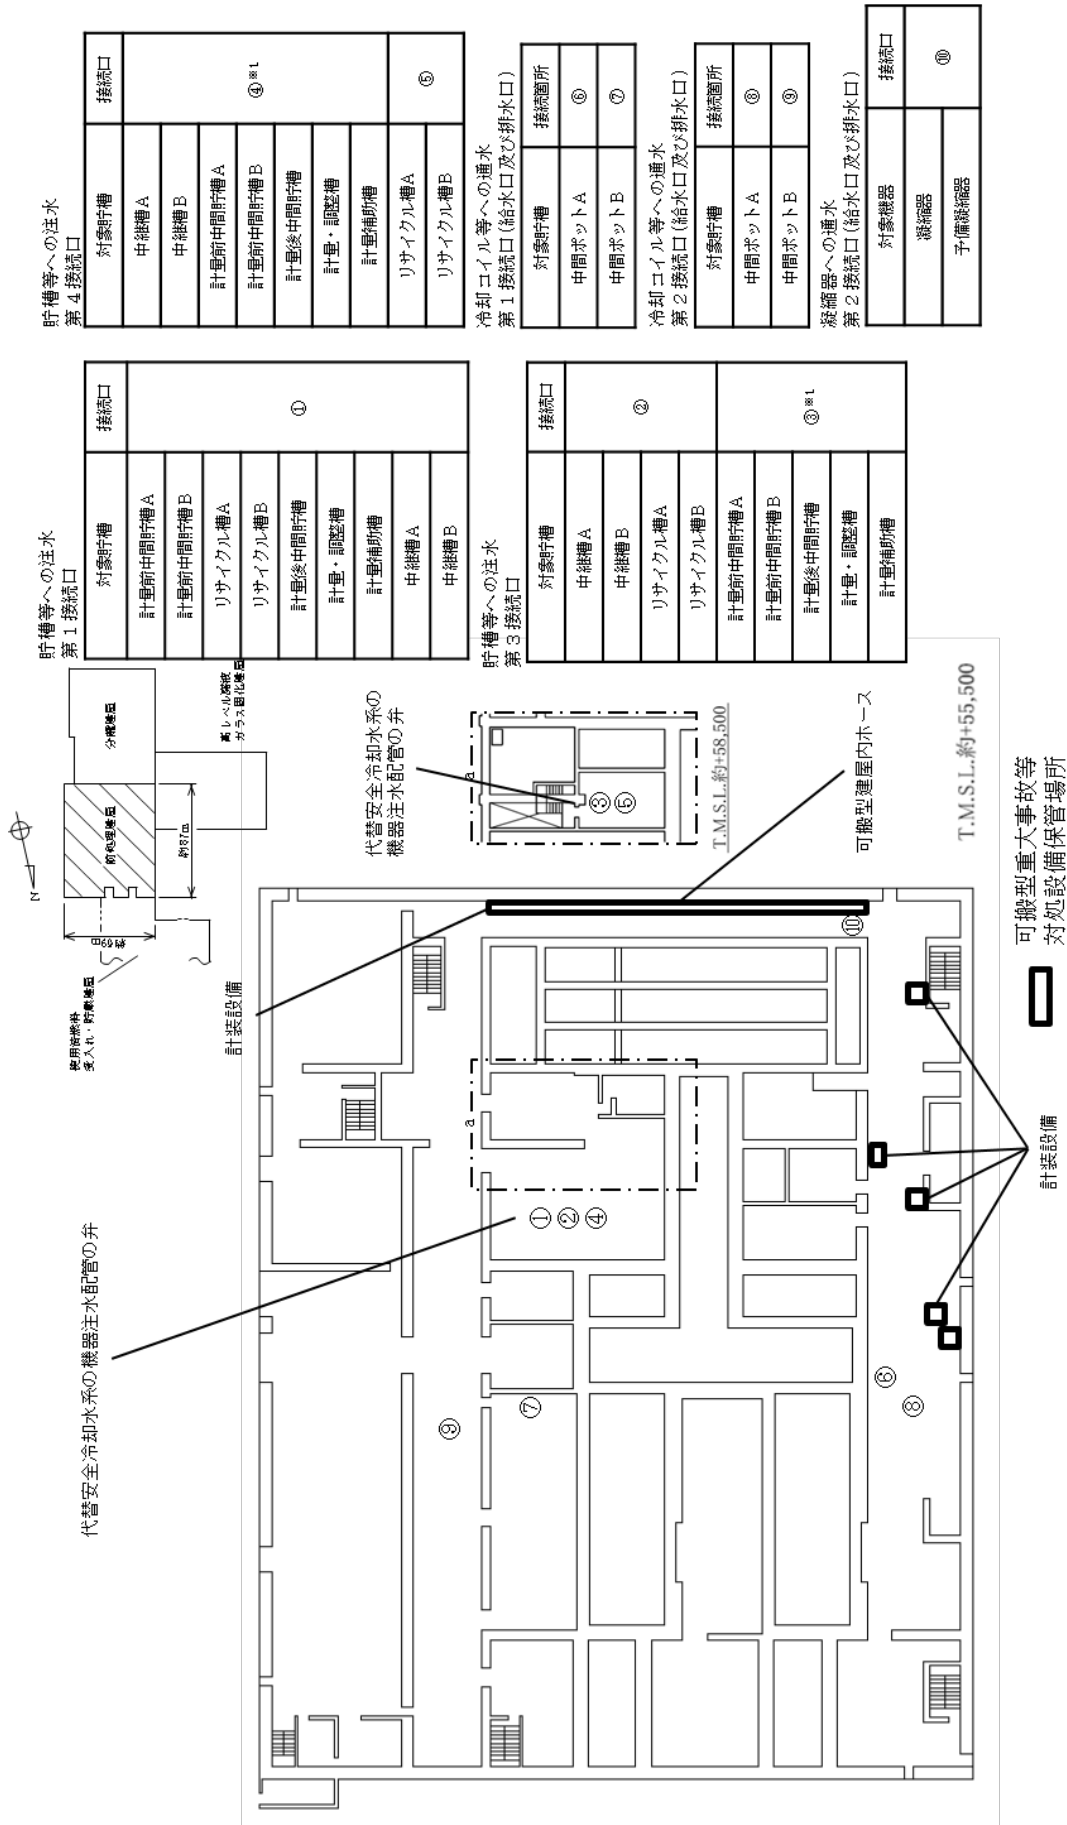 貯槽等への注水
第1接続口
対象貯槽 接続口
計量前中間貯槽A ①
計量前中間貯槽B
リサイクル槽A
リサイクル槽B
計量後中間貯槽
計量・調整槽
計量補助槽
中継槽A
中継槽B
貯槽等への注水
第4接続口
対象貯槽 接続口
中継槽A ④※1
中継槽B
計量前中間貯槽A
計量前中間貯槽B
計量後中間貯槽
計量・調整槽
計量補助槽
リサイクル槽A ⑤
リサイクル槽B
貯槽等への注水
第3接続口
対象貯槽 接続口
中継槽A ②
中継槽B
リサイクル槽A
リサイクル槽B
計量前中間貯槽A ③※1
計量前中間貯槽B
計量後中間貯槽
計量・調整槽
計量補助槽
冷却コイル等への通水
第1接続口(給水口及び排水口)
対象貯槽 接続箇所
中間ポットA ⑥
中間ポットB ⑦
冷却コイル等への通水
第2接続口(給水口及び排水口)
対象貯槽 接続箇所
中間ポットA ⑧
中間ポットB ⑨
凝縮器への通水
第2接続口(給水口及び排水口)
対象機器 接続口
凝縮器 ⑩
予備凝縮器
N
使用済燃料
受入れ・貯蔵建屋
前処理建屋
分離建屋
高レベル廃液
ガラス固化建屋
約69m
約87m
代替安全冷却水系の機器注水配管の弁
計装設備
代替安全冷却水系の
機器注水配管の弁
a
③
⑤
T.M.S.L.約+58,500
可搬型建屋内ホース
a
①
②
④
⑥
⑦
⑧
⑨
⑩
計装設備
T.M.S.L.約+55,500
可搬型重大事故等
対処設備保管場所